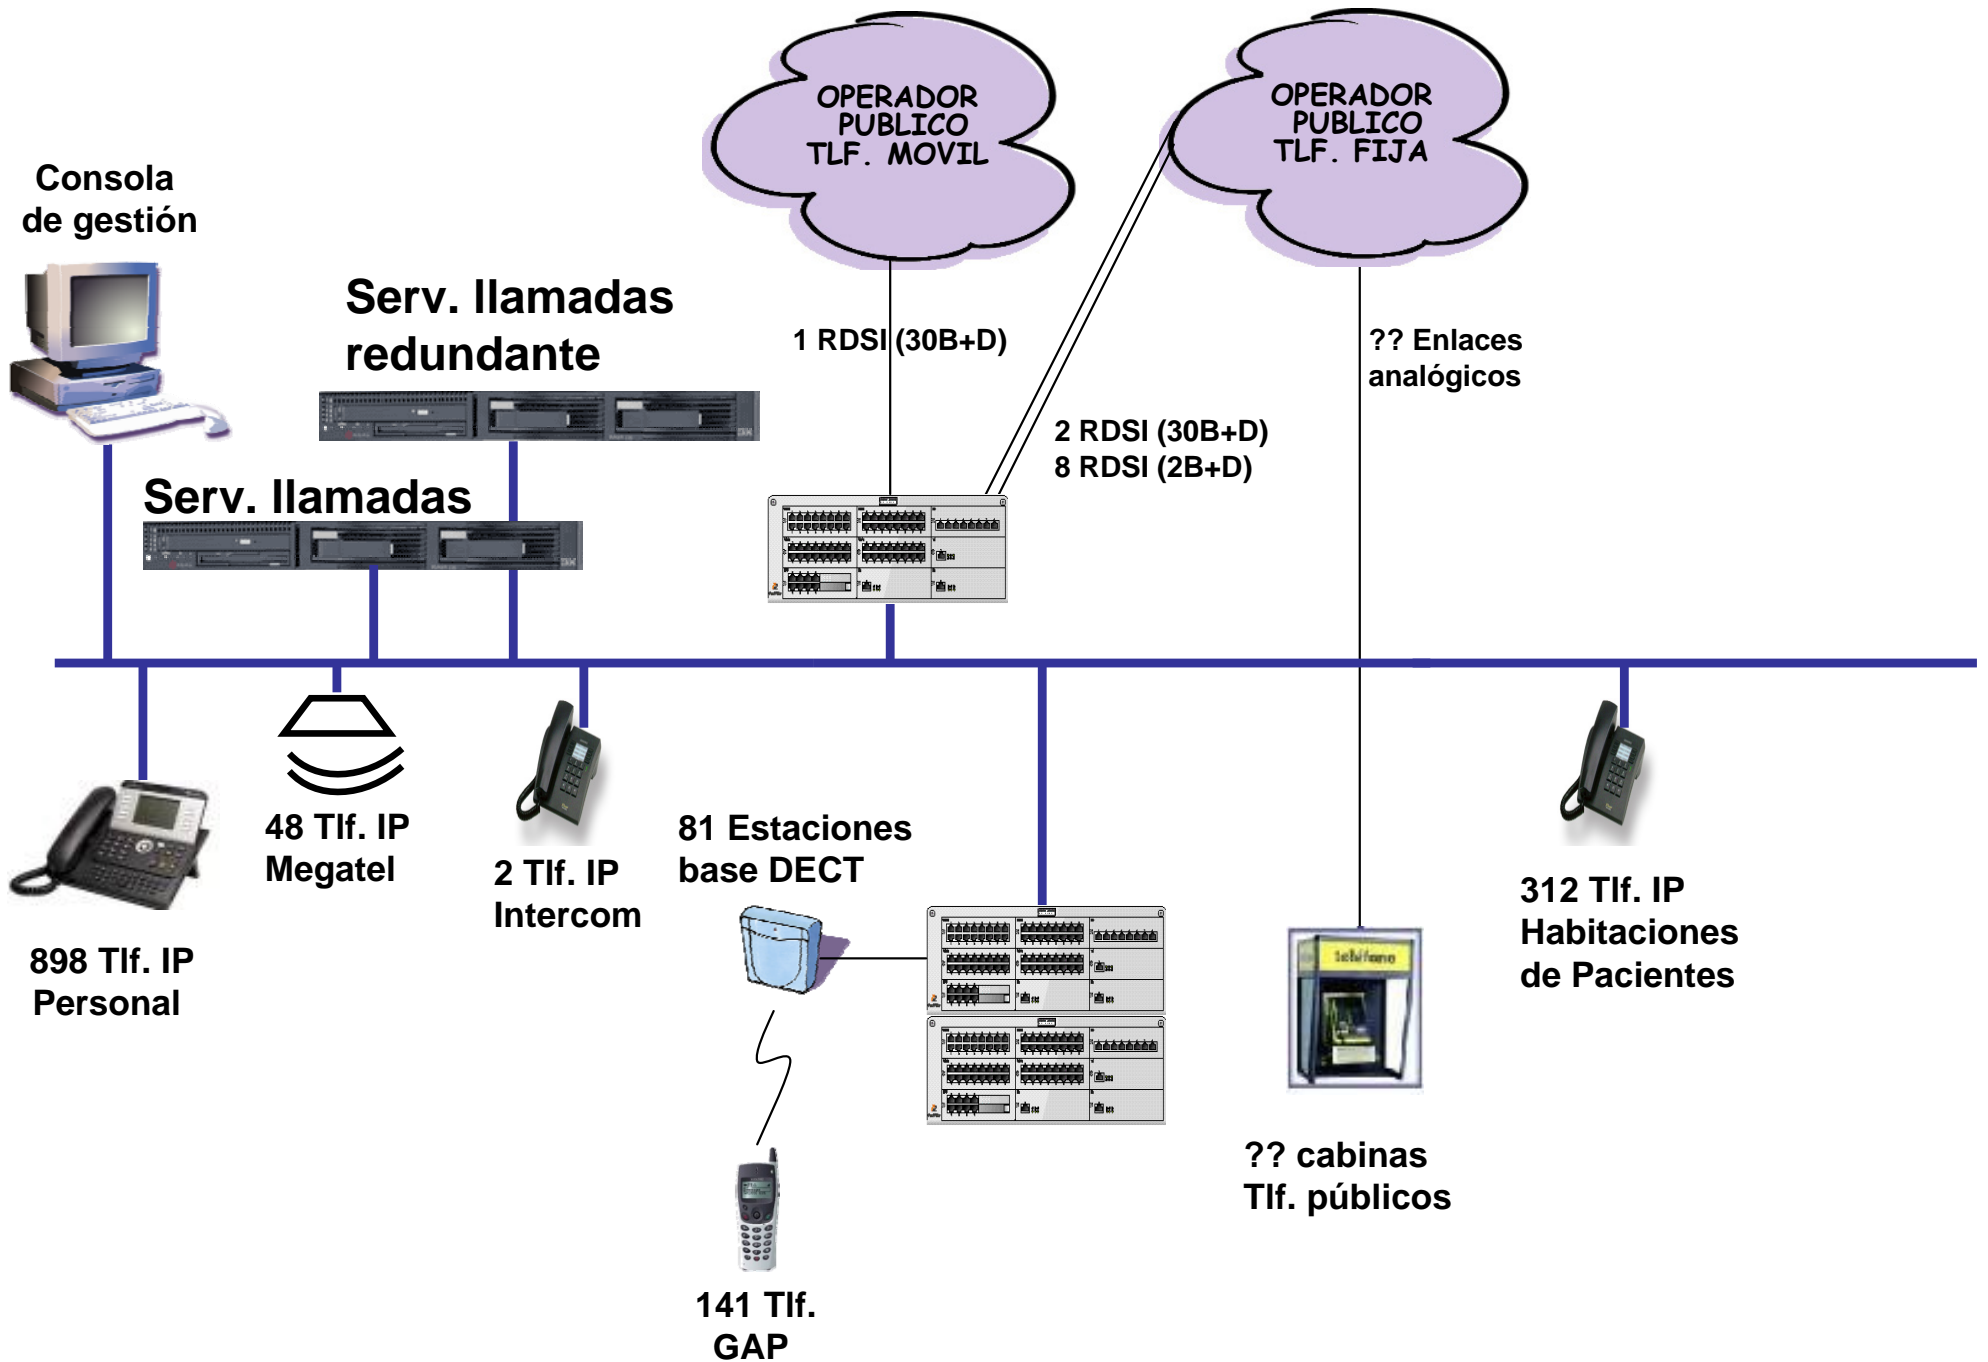 OPERADOR
PUBLICO
TLF. MOVIL
OPERADOR
PUBLICO
TLF. FIJA
Consola
de gestión
Serv. llamadas
redundante
1 RDSI (30B+D)
?? Enlaces
analógicos
2 RDSI (30B+D)
8 RDSI (2B+D)
Serv. llamadas
48 Tlf. IP
Megatel
2 Tlf. IP
Intercom
81 Estaciones
base DECT
312 Tlf. IP
Habitaciones
de Pacientes
898 Tlf. IP
Personal
teléfono
?? cabinas
Tlf. públicos
141 Tlf.
GAP